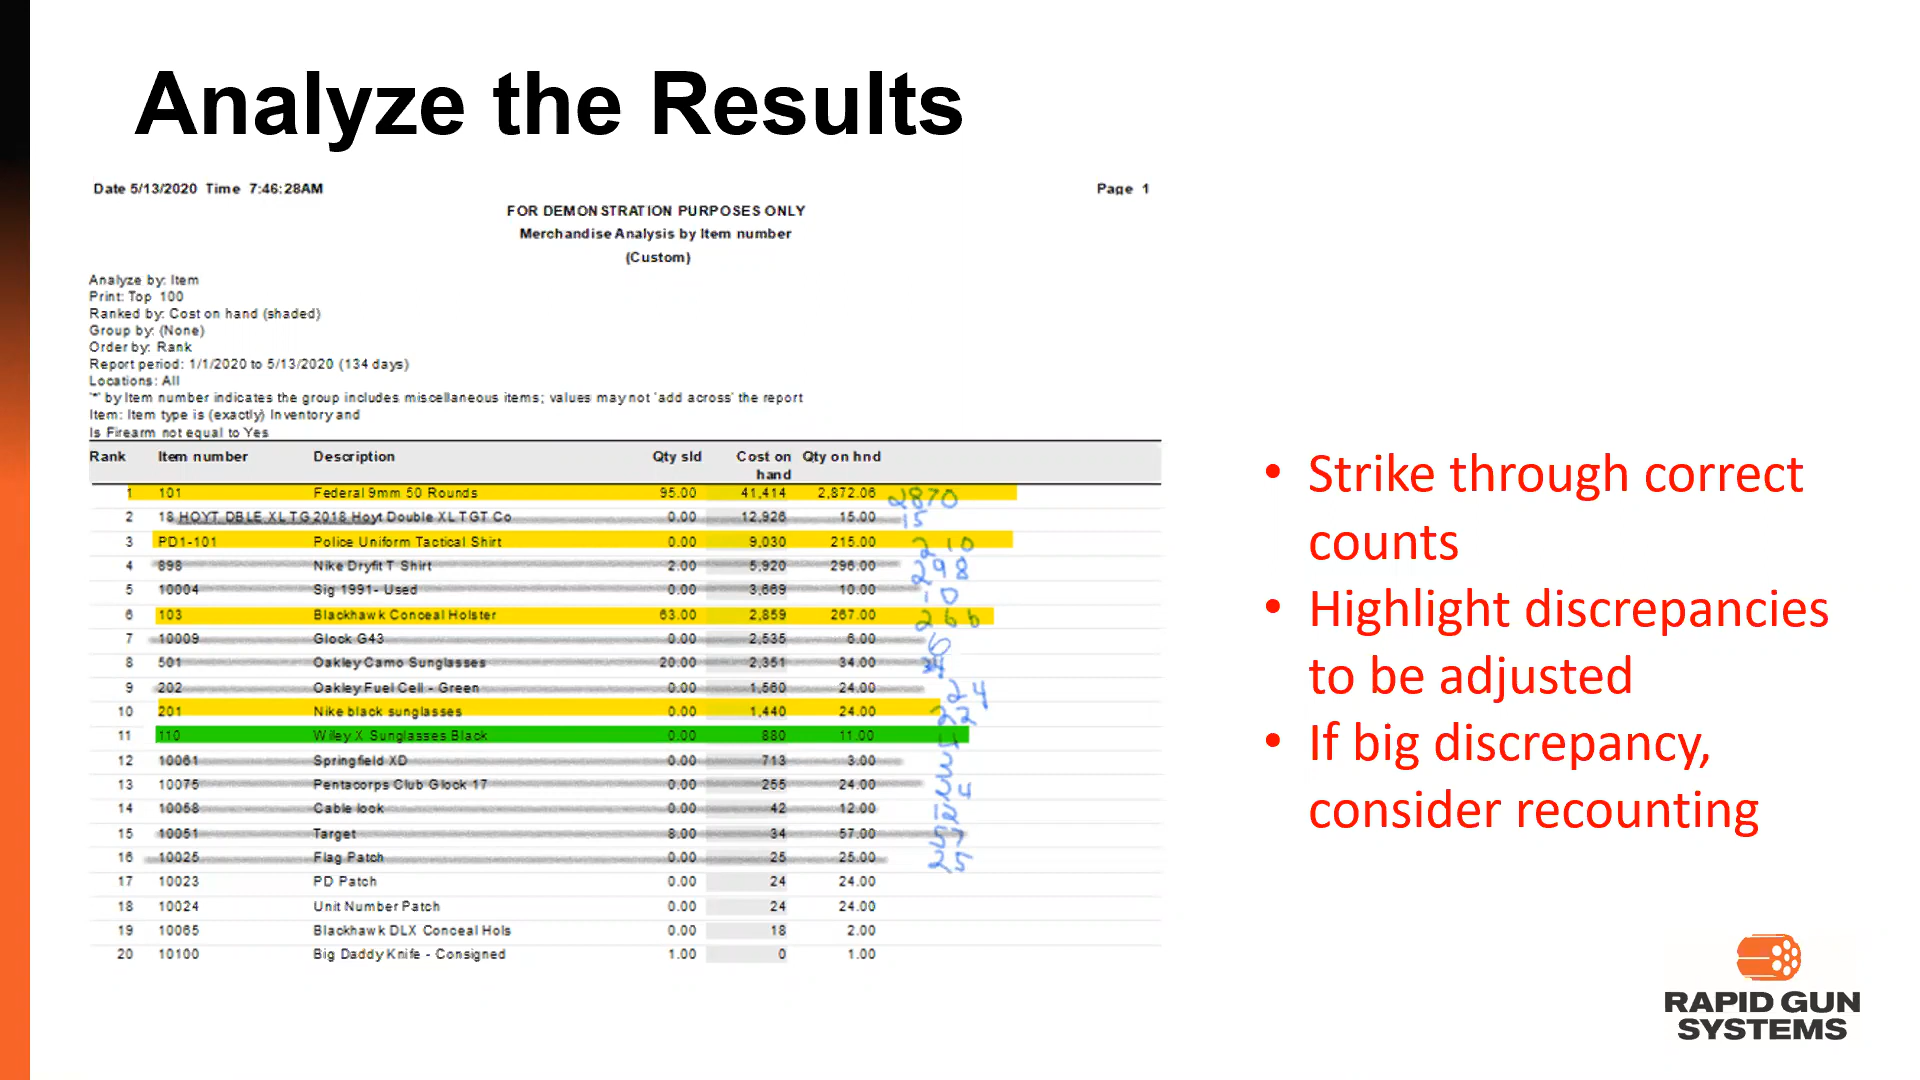 Analyze the Results
Date 5/13/2020 Time 7:46:28AM
Page 1
FOR DEMONSTRATION PURPOSES ONLY
Merchandise Analysis by Item number
(Custom)
Analyze by: Item
Print: Top 100
Ranked by: Cost on hand (shaded)
Group by: (None)
Order by: Rank
Report period: 1/1/2020 to 5/13/2020 (134 days)
Locations: All
'*' by Item number indicates the group includes miscellaneous items; values may not 'add across' the report
Item: Item type is (exactly) Inventory and
Is Firearm not equal to Yes
Rank Item number Description Qty sld Cost on hand Qty on hnd
1 101 Federal 9mm 50 Rounds 95.00 41,414 2,872.06 2870
2 18 HOYT DBLE XL TG 2018 Hoyt Double XL TGT Co 0.00 12,926 15.00 15
3 PD1-101 Police Uniform Tactical Shirt 0.00 9,030 215.00 210
4 898 Nike Dryfit T Shirt 2.00 5,920 296.00 298
5 10004 Sig 1991- Used 0.00 3,669 10.00
6 103 Blackhawk Conceal Holster 63.00 2,859 267.00 266
7 10009 Glock G43 0.00 2,535 6.00 6
8 501 Oakley Camo Sunglasses 20.00 2,351 34.00
9 202 Oakley Fuel Cell - Green 0.00 1,560 24.00 24
10 201 Nike black sunglasses 0.00 1,440 24.00 22
11 110 Wiley X Sunglasses Black 0.00 880 11.00
12 10061 Springfield XD 0.00 713 3.00
13 10075 Pentacorps Club Glock 17 0.00 255 24.00
14 10058 Cable lock 0.00 42 12.00
15 10051 Target 8.00 34 57.00
16 10025 Flag Patch 0.00 25 25.00
17 10023 PD Patch 0.00 24 24.00
18 10024 Unit Number Patch 0.00 24 24.00
19 10065 Blackhawk DLX Conceal Hols 0.00 18 2.00
20 10100 Big Daddy Knife - Consigned 1.00 0 1.00
• Strike through correct
counts
• Highlight discrepancies
to be adjusted
• If big discrepancy,
consider recounting
RAPID GUN
SYSTEMS